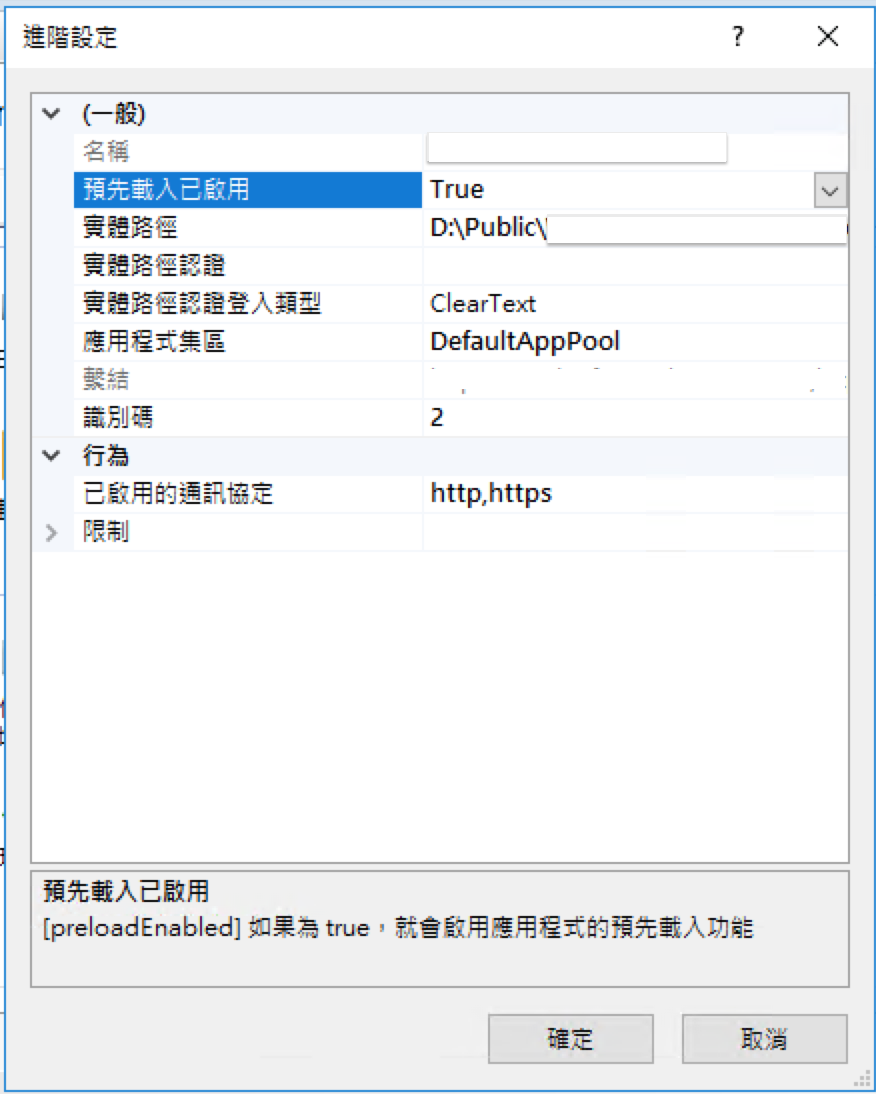 進階設定 ?
(一般)
名稱
預先載入已啟用 True
實體路徑 D:\Public\
實體路徑認證
實體路徑認證登入類型 ClearText
應用程式集區 DefaultAppPool
繫結
識別碼 2
行為
已啟用的通訊協定 http,https
限制
預先載入已啟用
[preloadEnabled] 如果為 true，就會啟用應用程式的預先載入功能
確定 取消